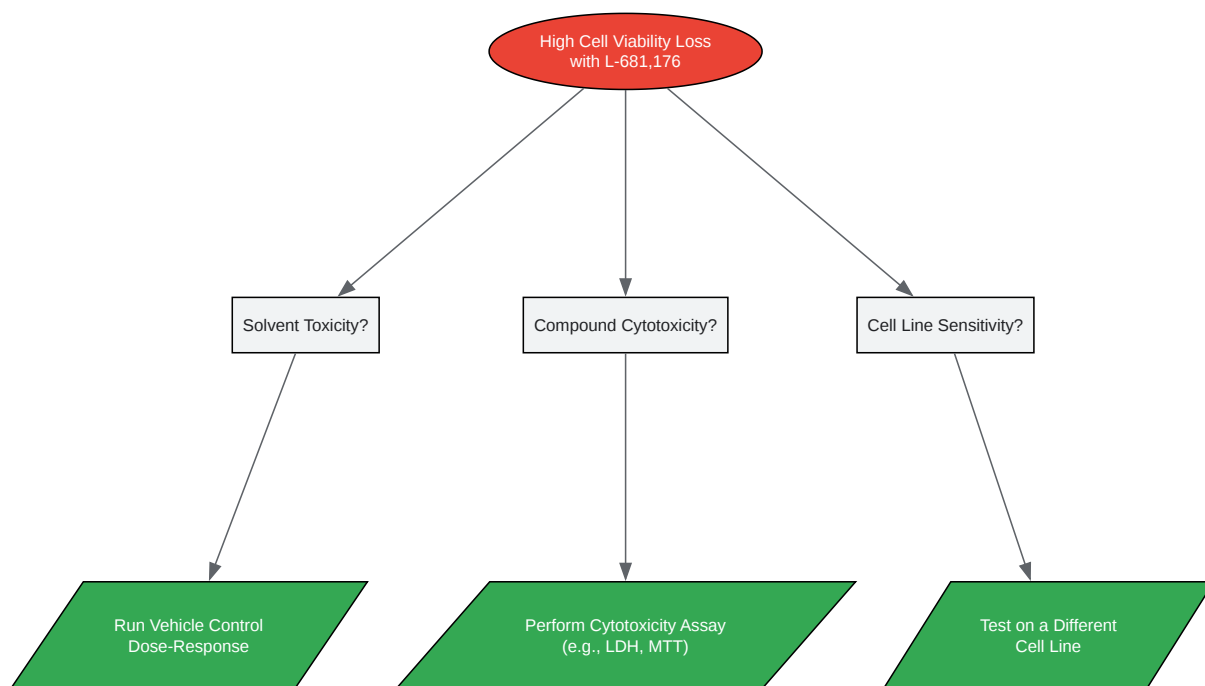 High Cell Viability Loss
with L-681,176
Solvent Toxicity?
Compound Cytotoxicity?
Cell Line Sensitivity?
Run Vehicle Control
Dose-Response
Perform Cytotoxicity Assay
(e.g., LDH, MTT)
Test on a Different
Cell Line